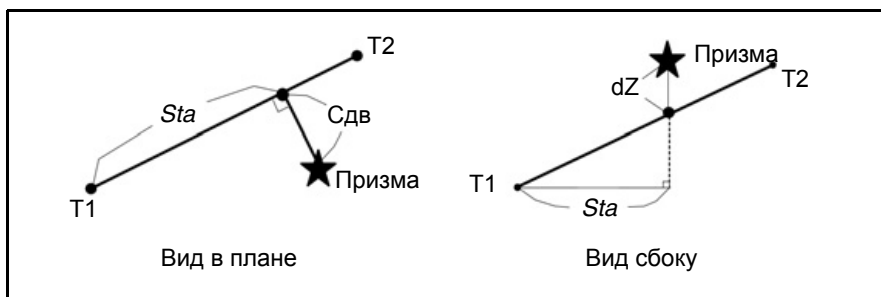 T2
Sta
Сдв
Призма
T1
Вид в плане
Призма
T2
dZ
T1
Sta
Вид сбоку